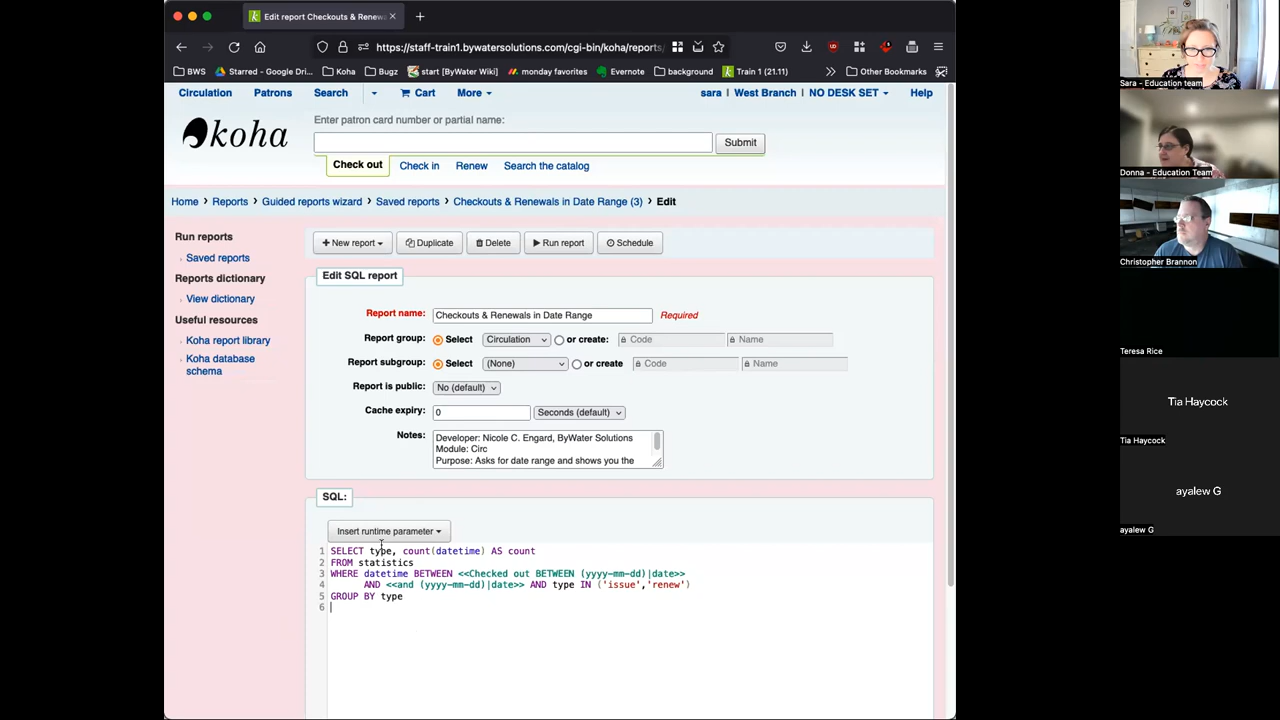 Edit report Checkouts & Renewa
https://staff-train1.bywatersolutions.com/cgi-bin/koha/reports/
BWS
Starred - Google Dri...
Koha
Bugz
start [ByWater Wiki]
monday favorites
Evernote
background
Train 1 (21.11)
Other Bookmarks
Circulation Patrons Search Cart More sara | West Branch | NO DESK SET Help
koha
Enter patron card number or partial name:
Submit
Check out Check in Renew Search the catalog
Home › Reports › Guided reports wizard › Saved reports › Checkouts & Renewals in Date Range (3) › Edit
Run reports
Saved reports
Reports dictionary
View dictionary
Useful resources
Koha report library
Koha database
schema
+ New report Duplicate Delete Run report Schedule
Edit SQL report
Report name: Checkouts & Renewals in Date Range Required
Report group: Select Circulation or create: Code Name
Report subgroup: Select (None) or create Code Name
Report is public: No (default)
Cache expiry: 0 Seconds (default)
Notes: Developer: Nicole C. Engard, ByWater Solutions
Module: Circ
Purpose: Asks for date range and shows you the
SQL:
Insert runtime parameter
1 SELECT type, count(datetime) AS count
2 FROM statistics
3 WHERE datetime BETWEEN <<Checked out BETWEEN (yyyy-mm-dd)|date>>
4 AND <<and (yyyy-mm-dd)|date>> AND type IN ('issue','renew')
5 GROUP BY type
6
Sara - Education team
Donna - Education Team
Christopher Brannon
Teresa Rice
Tia Haycock
Tia Haycock
ayalew G
ayalew G